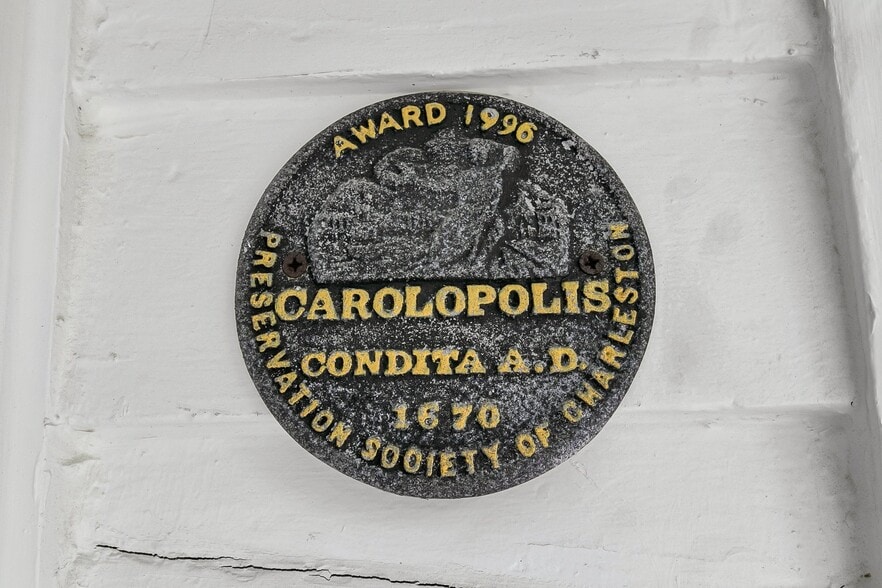 AWARD 1996
CAROLOPOLIS
CONDITA A.D.
1670
PRESERVATION SOCIETY OF CHARLESTON